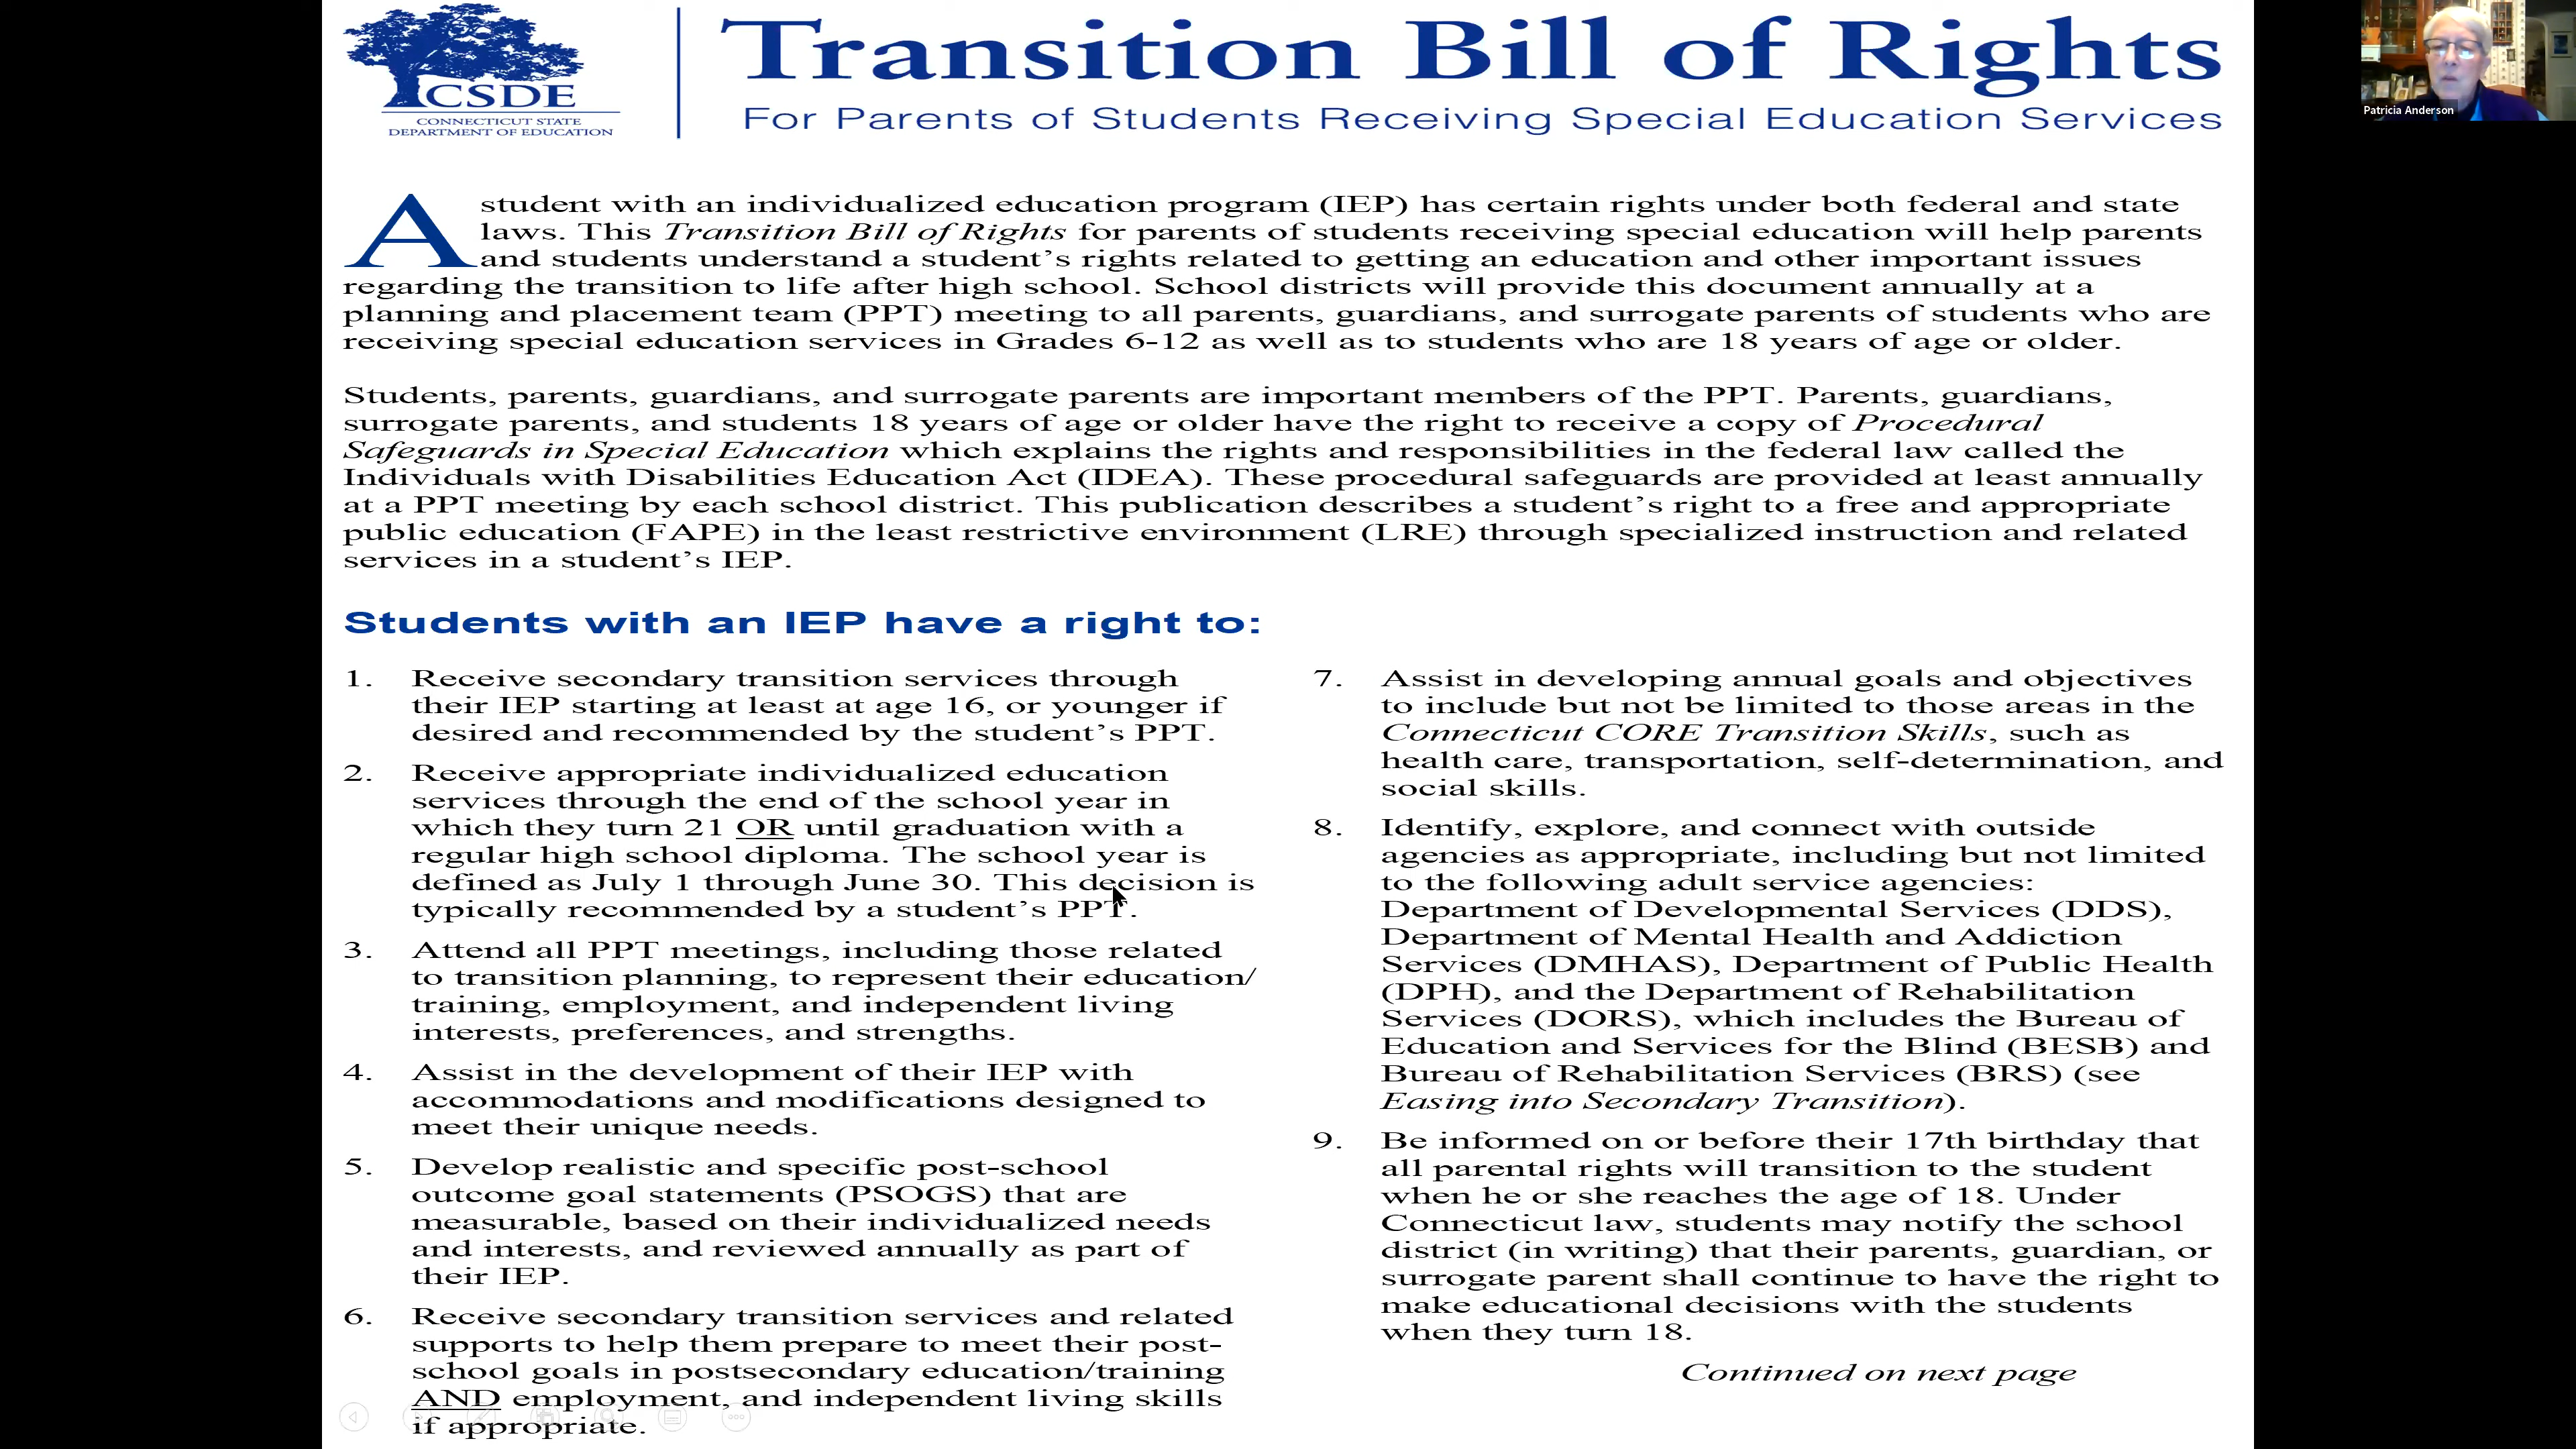 CSDE
CONNECTICUT STATE
DEPARTMENT OF EDUCATION
Transition Bill of Rights
For Parents of Students Receiving Special Education Services
Patricia Anderson
A student with an individualized education program (IEP) has certain rights under both federal and state
laws. This Transition Bill of Rights for parents of students receiving special education will help parents
and students understand a student’s rights related to getting an education and other important issues
regarding the transition to life after high school. School districts will provide this document annually at a
planning and placement team (PPT) meeting to all parents, guardians, and surrogate parents of students who are
receiving special education services in Grades 6-12 as well as to students who are 18 years of age or older.
Students, parents, guardians, and surrogate parents are important members of the PPT. Parents, guardians,
surrogate parents, and students 18 years of age or older have the right to receive a copy of Procedural
Safeguards in Special Education which explains the rights and responsibilities in the federal law called the
Individuals with Disabilities Education Act (IDEA). These procedural safeguards are provided at least annually
at a PPT meeting by each school district. This publication describes a student’s right to a free and appropriate
public education (FAPE) in the least restrictive environment (LRE) through specialized instruction and related
services in a student’s IEP.
Students with an IEP have a right to:
1. Receive secondary transition services through
their IEP starting at least at age 16, or younger if
desired and recommended by the student’s PPT.
2. Receive appropriate individualized education
services through the end of the school year in
which they turn 21 OR until graduation with a
regular high school diploma. The school year is
defined as July 1 through June 30. This decision is
typically recommended by a student’s PPT.
3. Attend all PPT meetings, including those related
to transition planning, to represent their education/
training, employment, and independent living
interests, preferences, and strengths.
4. Assist in the development of their IEP with
accommodations and modifications designed to
meet their unique needs.
5. Develop realistic and specific post-school
outcome goal statements (PSOGS) that are
measurable, based on their individualized needs
and interests, and reviewed annually as part of
their IEP.
6. Receive secondary transition services and related
supports to help them prepare to meet their post-
school goals in postsecondary education/training
AND employment, and independent living skills
if appropriate.
7. Assist in developing annual goals and objectives
to include but not be limited to those areas in the
Connecticut CORE Transition Skills, such as
health care, transportation, self-determination, and
social skills.
8. Identify, explore, and connect with outside
agencies as appropriate, including but not limited
to the following adult service agencies:
Department of Developmental Services (DDS),
Department of Mental Health and Addiction
Services (DMHAS), Department of Public Health
(DPH), and the Department of Rehabilitation
Services (DORS), which includes the Bureau of
Education and Services for the Blind (BESB) and
Bureau of Rehabilitation Services (BRS) (see
Easing into Secondary Transition).
9. Be informed on or before their 17th birthday that
all parental rights will transition to the student
when he or she reaches the age of 18. Under
Connecticut law, students may notify the school
district (in writing) that their parents, guardian, or
surrogate parent shall continue to have the right to
make educational decisions with the students
when they turn 18.
Continued on next page